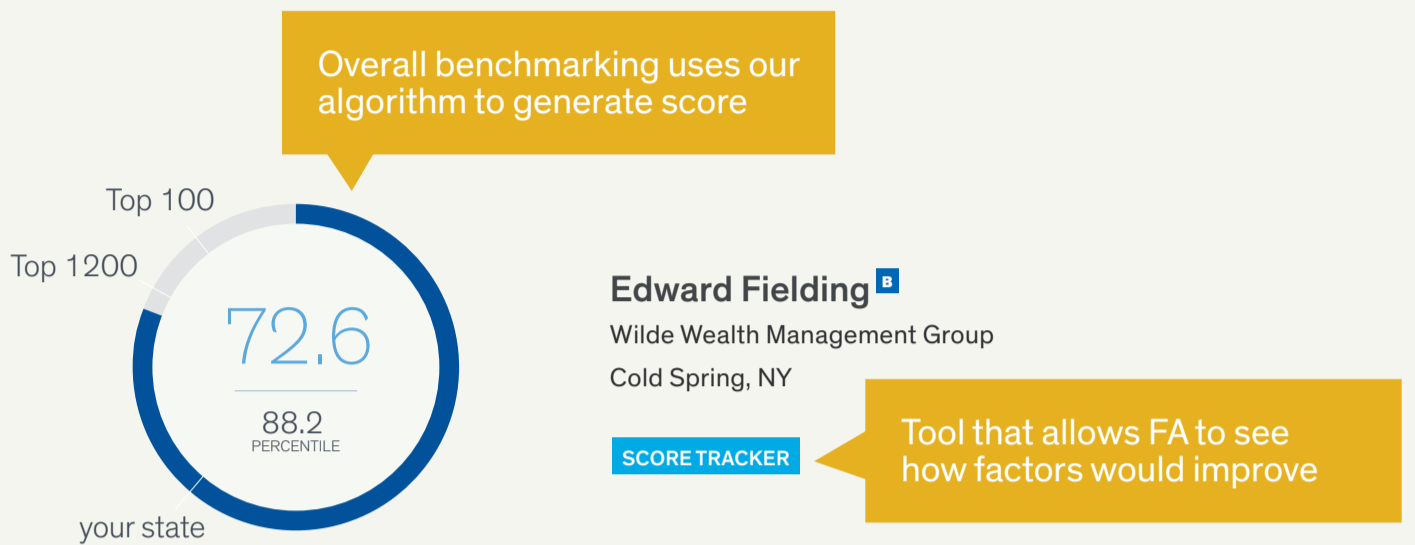 Overall benchmarking uses our
algorithm to generate score
Top 100
Top 1200
72.6
88.2
PERCENTILE
your state
Edward Fielding B
Wilde Wealth Management Group
Cold Spring, NY
SCORE TRACKER
Tool that allows FA to see
how factors would improve